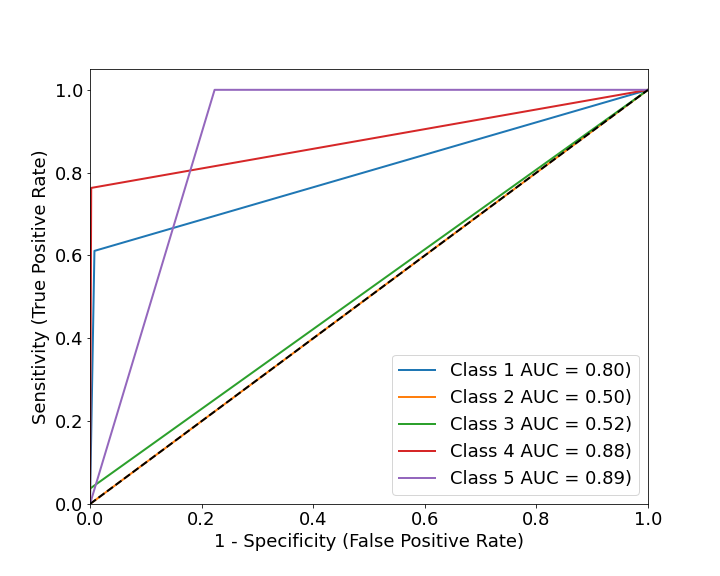 1.0
0.8
0.6
0.4
0.2
0.0
Sensitivity (True Positive Rate)
Class 1 AUC = 0.80)
Class 2 AUC = 0.50)
Class 3 AUC = 0.52)
Class 4 AUC = 0.88)
Class 5 AUC = 0.89)
0.0 0.2 0.4 0.6 0.8 1.0
1 - Specificity (False Positive Rate)